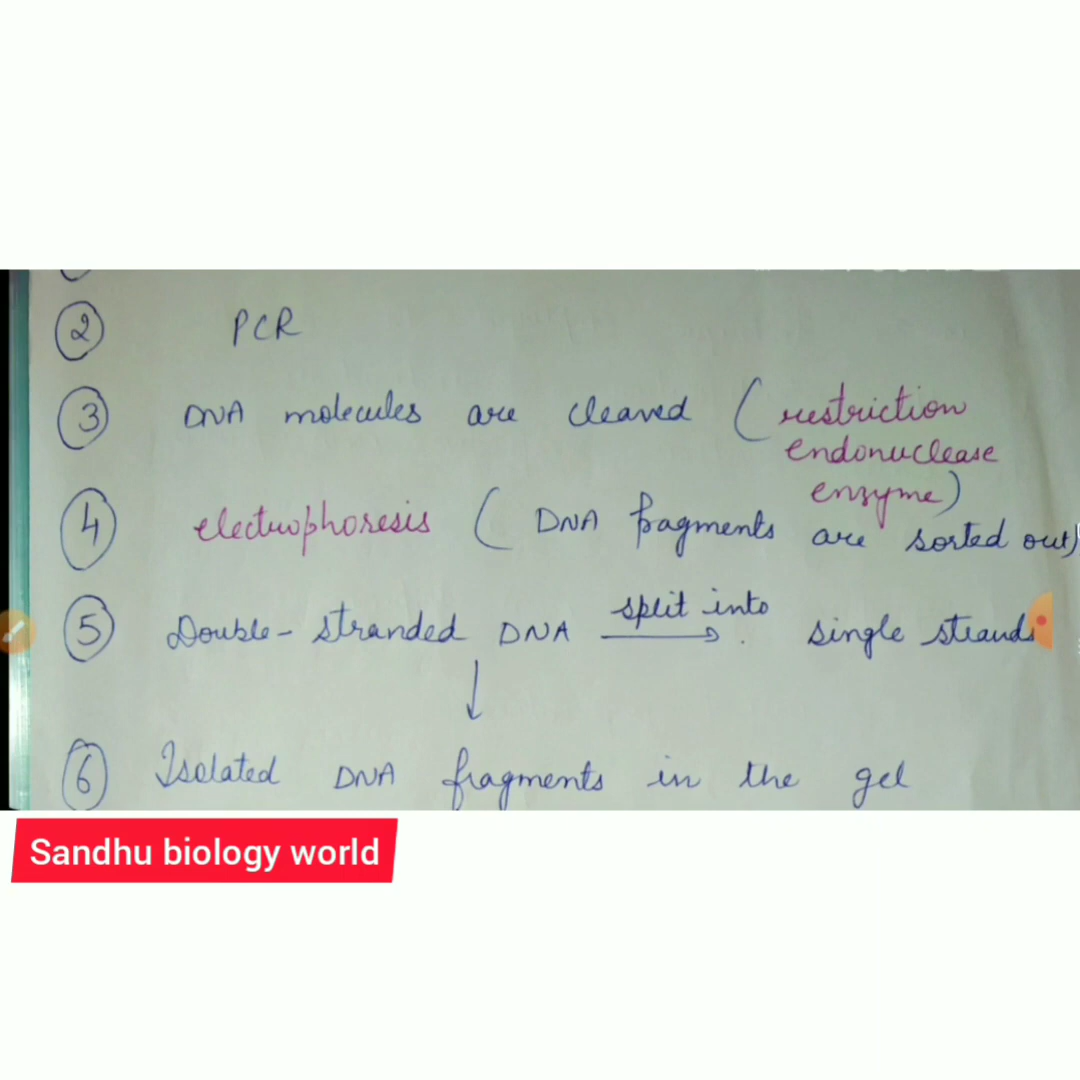 ② PCR
③ DNA molecules are cleaved (restriction
endonuclease
enzyme)
④ electrophoresis ( DNA fragments are sorted out)
split into
⑤ Double-stranded DNA → single strands
↓
⑥ Isolated DNA fragments in the gel
Sandhu biology world